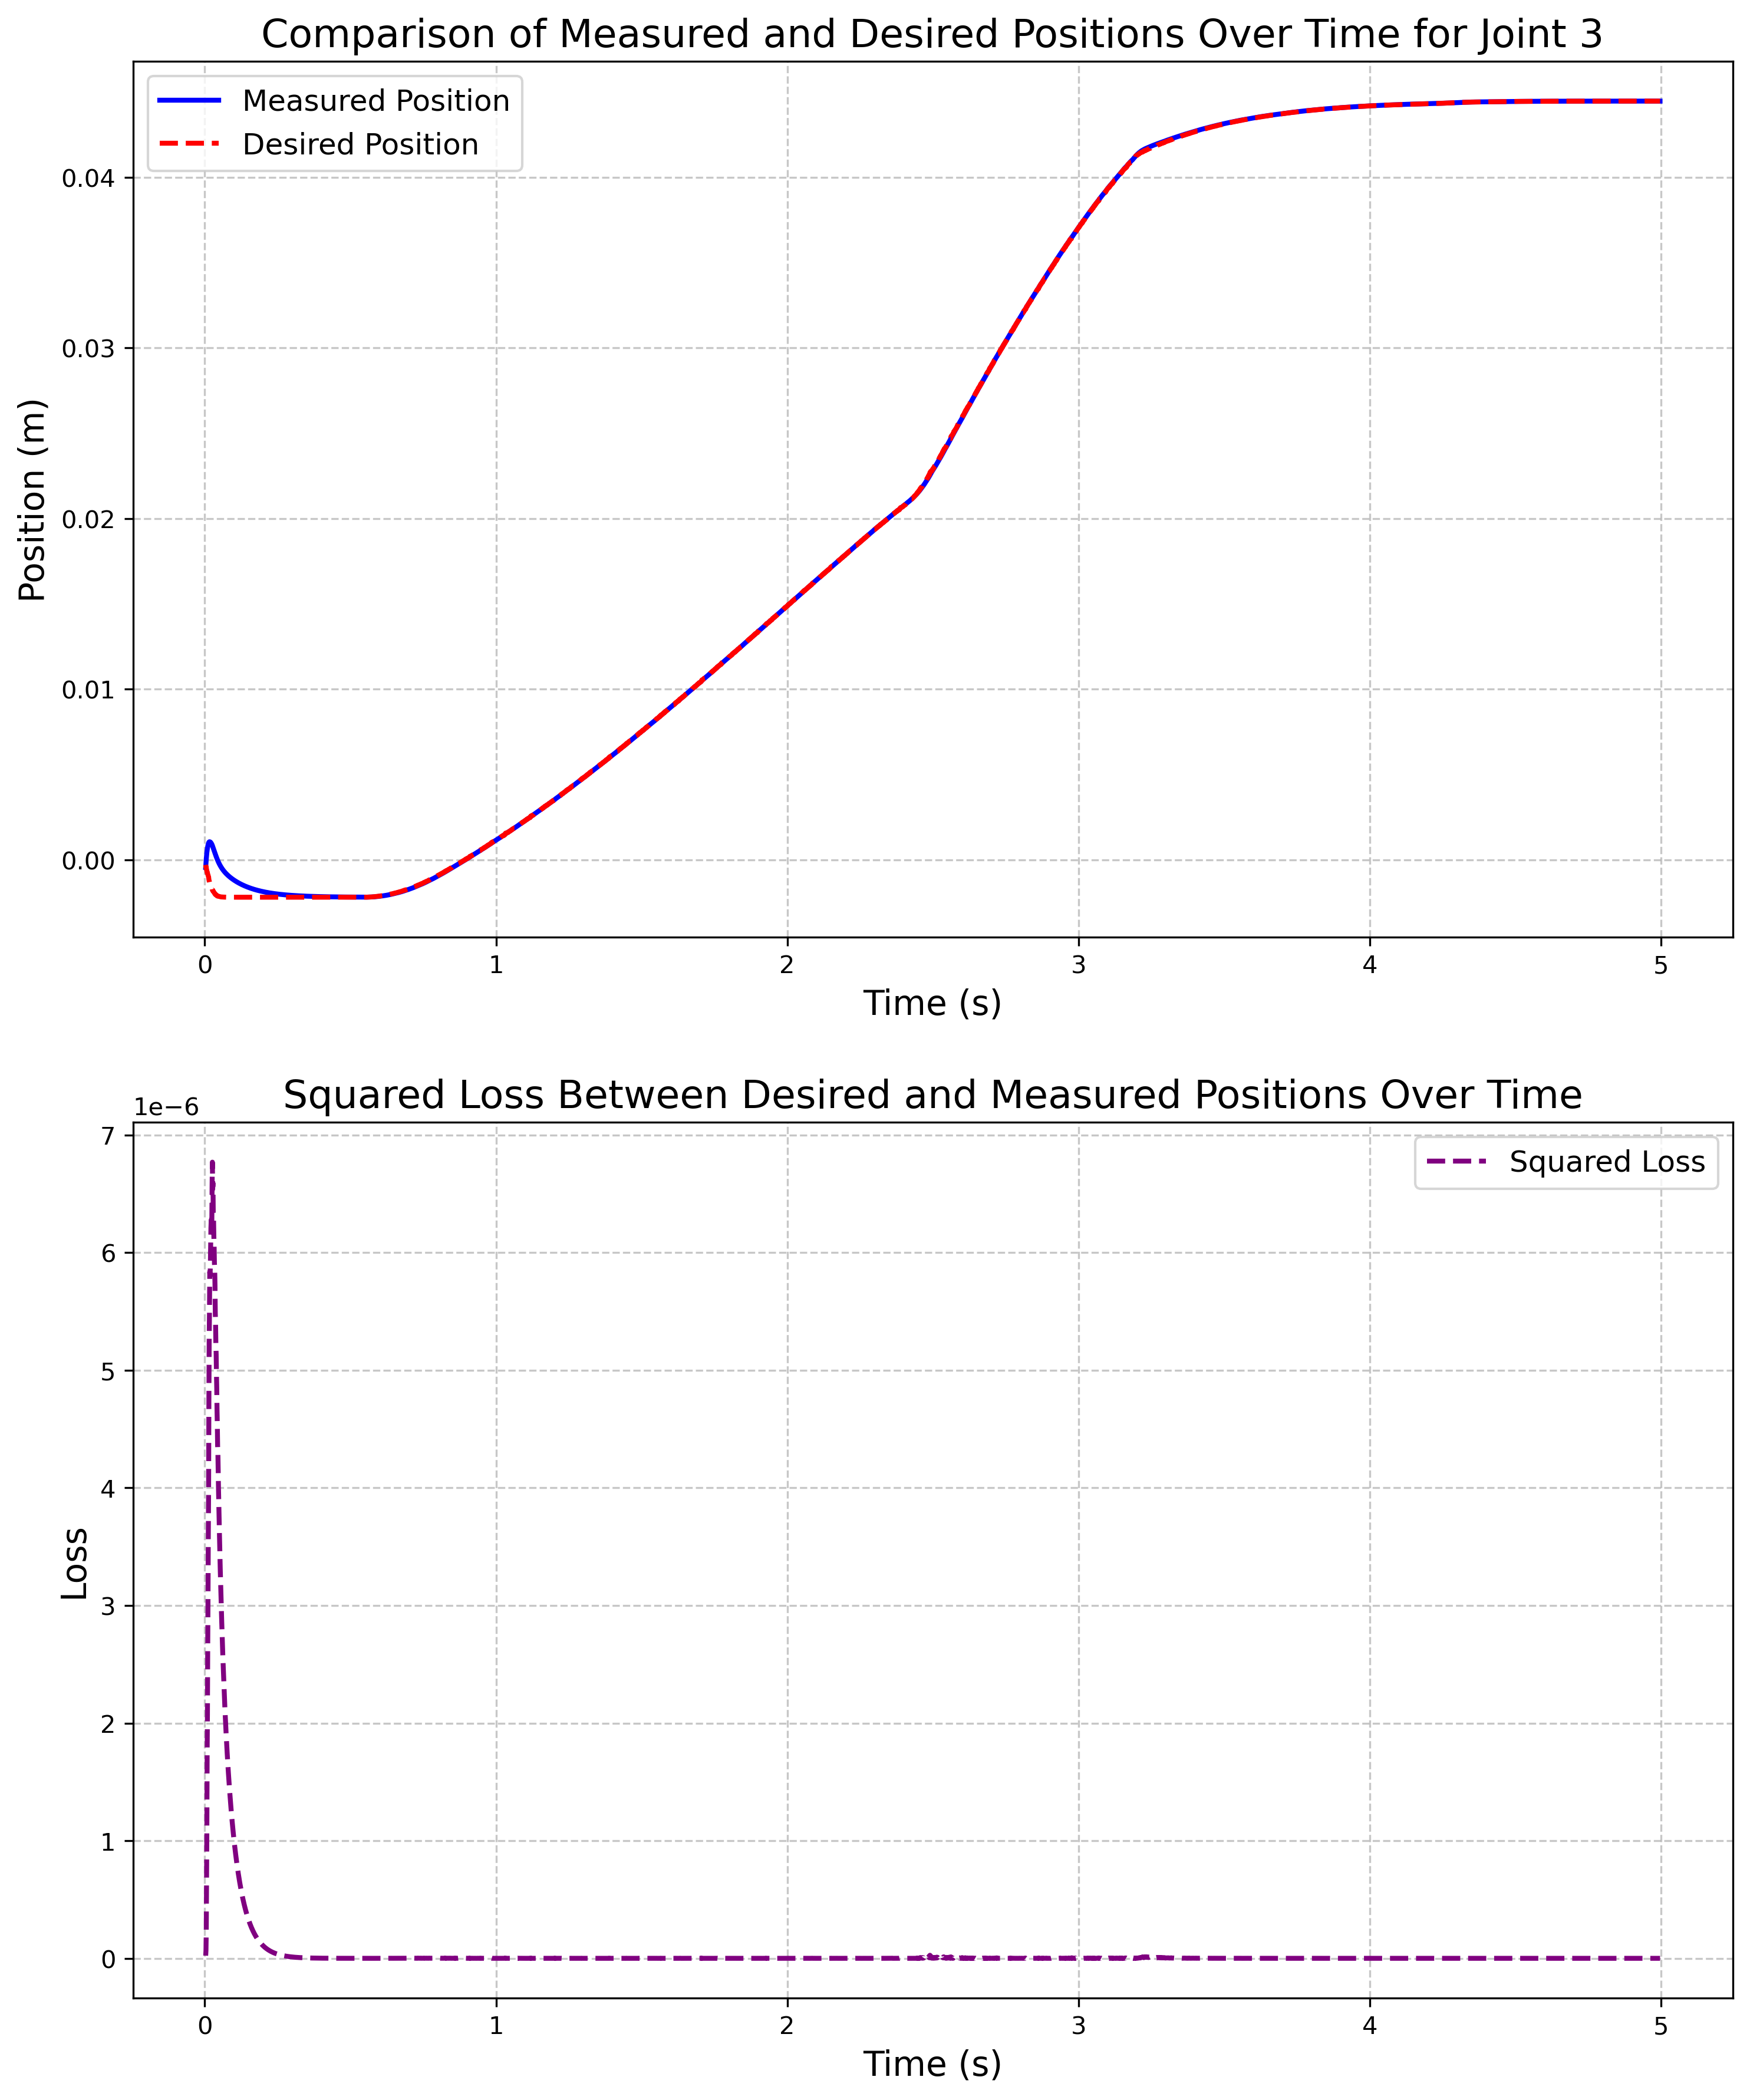 Comparison of Measured and Desired Positions Over Time for Joint 3
Measured Position
Desired Position
0.04
0.03
0.02
0.01
0.00
Position (m)
0 1 2 3 4 5
Time (s)
Squared Loss Between Desired and Measured Positions Over Time
1e−6
Squared Loss
7
6
5
4
3
2
1
0
Loss
0 1 2 3 4 5
Time (s)